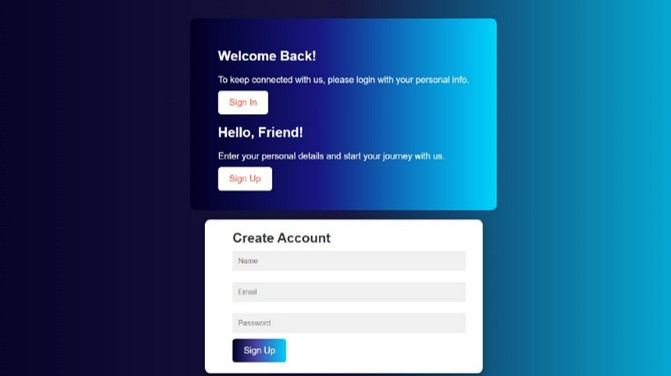 Welcome Back!
To keep connected with us, please login with your personal info.
Sign In
Hello, Friend!
Enter your personal details and start your journey with us.
Sign Up
Create Account
Name
Email
Password
Sign Up